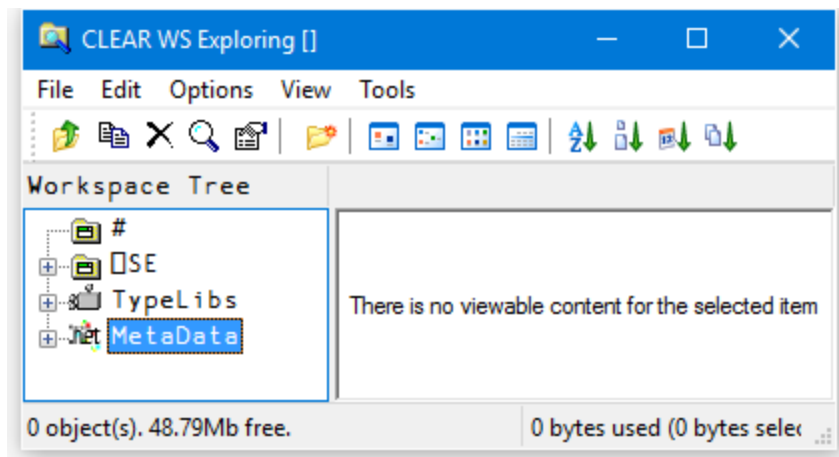 CLEAR WS Exploring []
File Edit Options View Tools
Workspace Tree
#
⎕SE
TypeLibs
.net MetaData
There is no viewable content for the selected item
0 object(s). 48.79Mb free.
0 bytes used (0 bytes selec